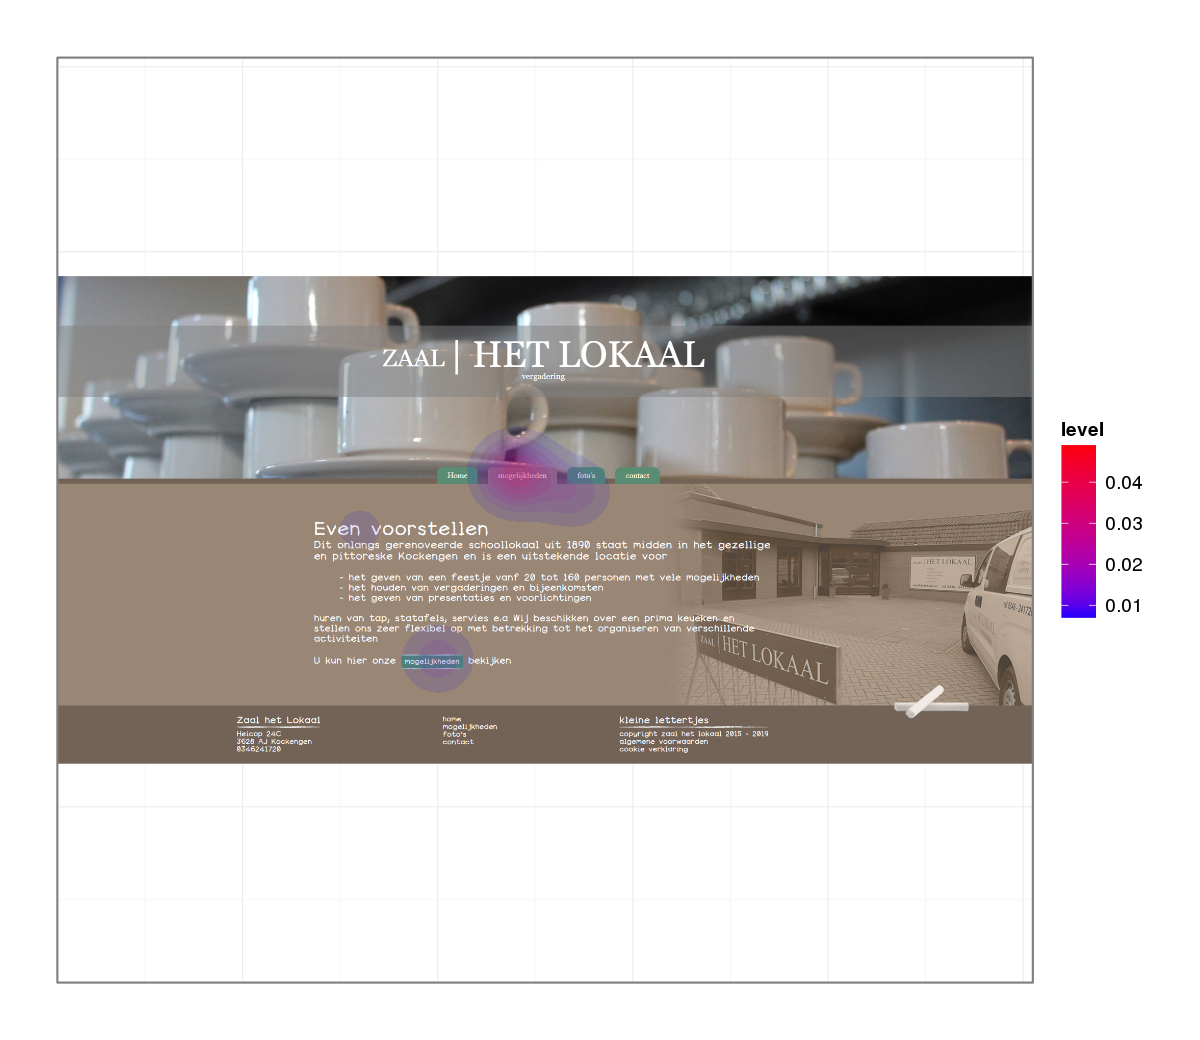 ZAAL | HET LOKAAL
vergadering
Home mogelijkheden foto's contact
Even voorstellen
Dit onlangs gerenoveerde schoollokaal uit 1890 staat midden in het gezellige
en pittoreske Kockengen en is een uitstekende locatie voor
- het geven van een feestje vanf 20 tot 160 personen met vele mogelijkheden
- het houden van vergaderingen en bijeenkomsten
- het geven van presentaties en voorlichtingen
huren van tap, statafels, servies e.a Wij beschikken over een prima keueken en
stellen ons zeer flexibel op met betrekking tot het organiseren van verschillende
activiteiten
U kun hier onze mogelijkheden bekijken
ZAAL | HET LOKAAL
HET LOKAAL
Zaal het Lokaal
Heicop 24C
3628 AJ Kockengen
0346241720
home
mogelijkheden
foto's
contact
kleine lettertjes
copyright zaal het lokaal 2015 - 2019
algemene voorwaarden
cookie verklaring
level
0.04
0.03
0.02
0.01